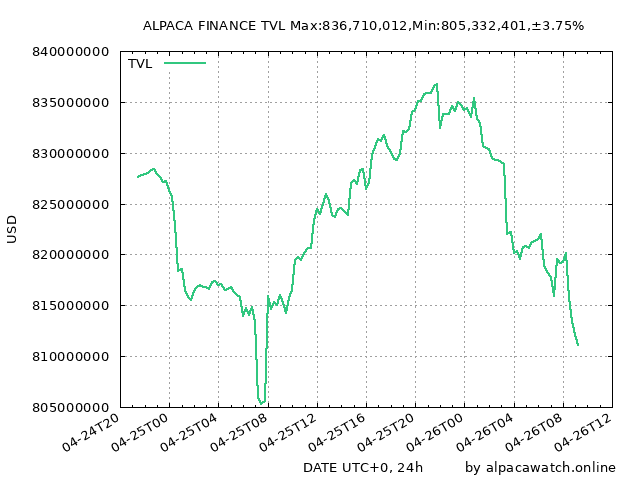 ALPACA FINANCE TVL Max:836,710,012,Min:805,332,401,±3.75%
840000000
TVL
835000000
830000000
825000000
USD
820000000
815000000
810000000
805000000
04-24T20
04-25T00
04-25T04
04-25T08
04-25T12
04-25T16
04-25T20
04-26T00
04-26T04
04-26T08
04-26T12
DATE UTC+0, 24h
by alpacawatch.online